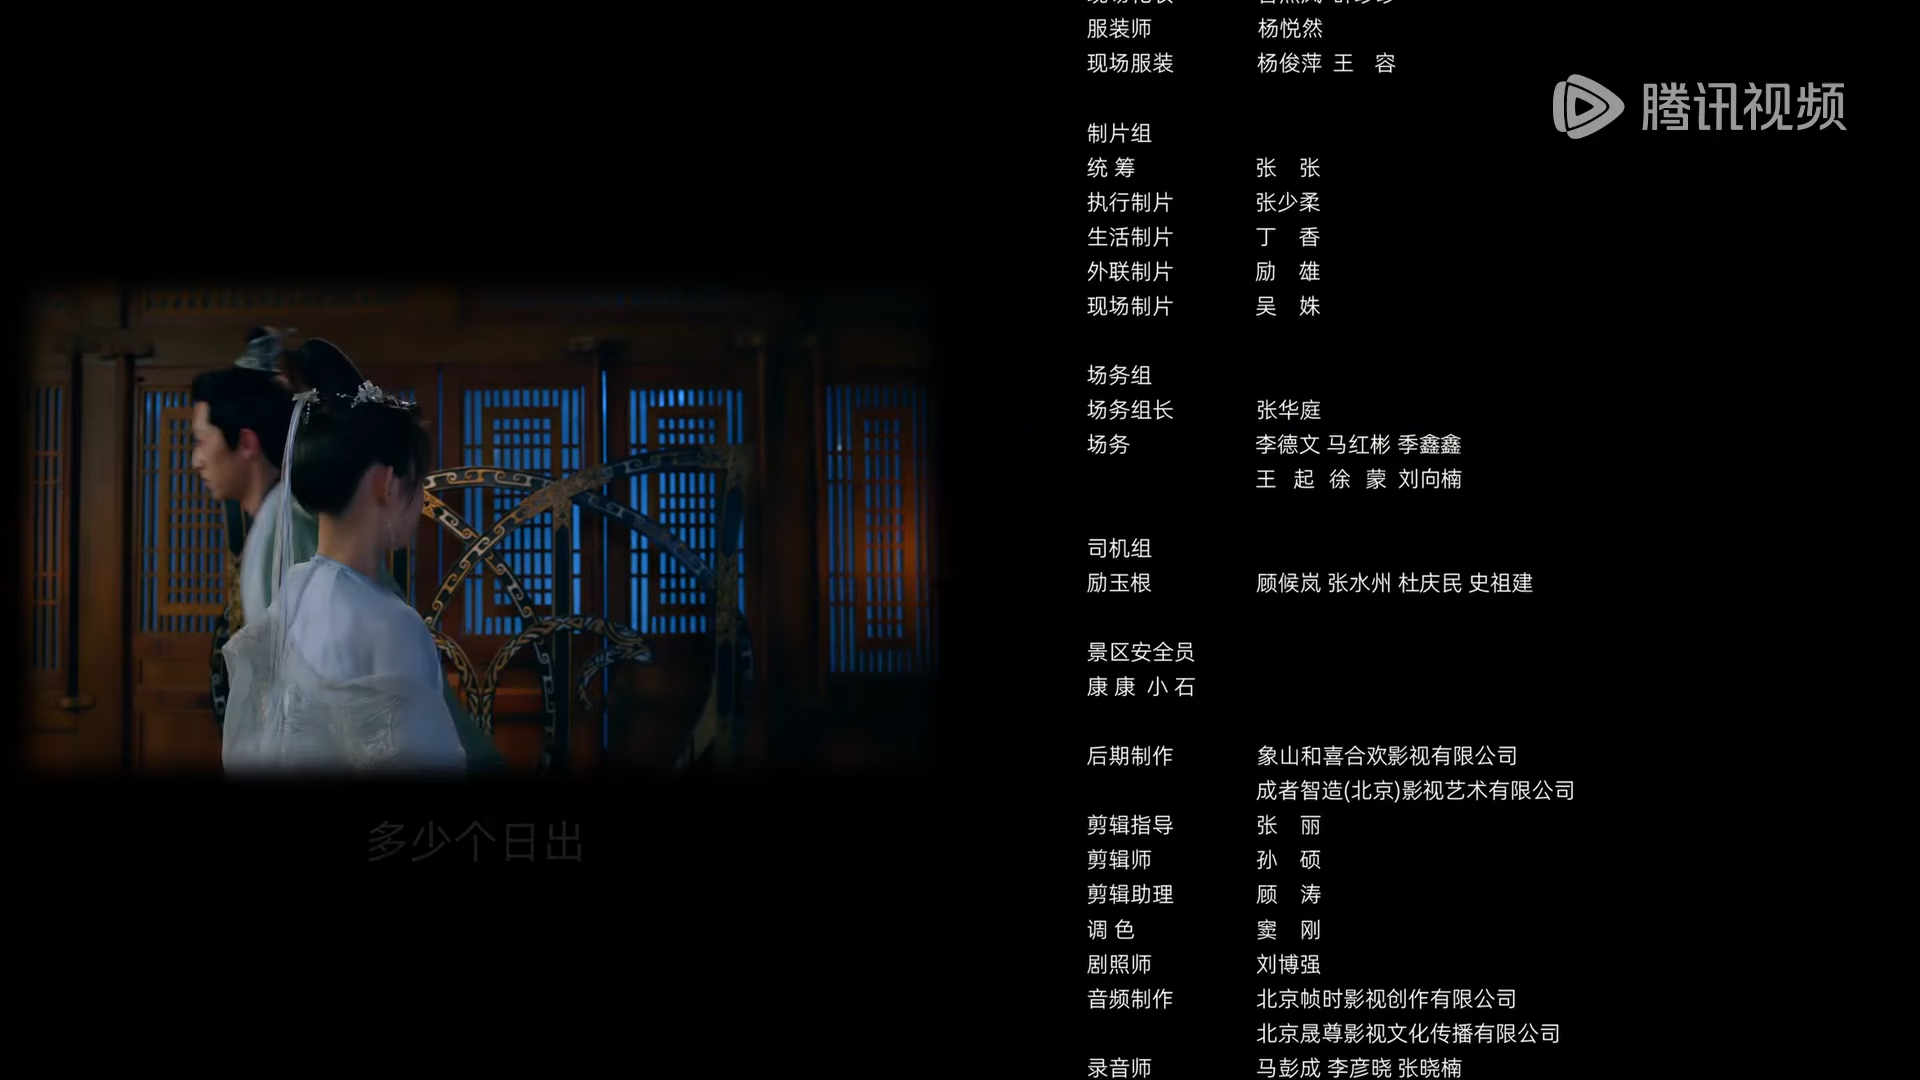 服装师 杨悦然
现场服装 杨俊萍 王 容
腾讯视频
制片组
统 筹 张 张
执行制片 张少柔
生活制片 丁 香
外联制片 励 雄
现场制片 吴 姝
场务组
场务组长 张华庭
场务 李德文 马红彬 季鑫鑫
王 起 徐 蒙 刘向楠
司机组
励玉根 顾候岚 张水州 杜庆民 史祖建
景区安全员
康 康 小 石
后期制作 象山和喜合欢影视有限公司
成者智造(北京)影视艺术有限公司
剪辑指导 张 丽
多少个日出
剪辑师 孙 硕
剪辑助理 顾 涛
调 色 窦 刚
剧照师 刘博强
音频制作 北京帧时影视创作有限公司
北京晟尊影视文化传播有限公司
录音师 马彭成 李彦晓 张晓楠